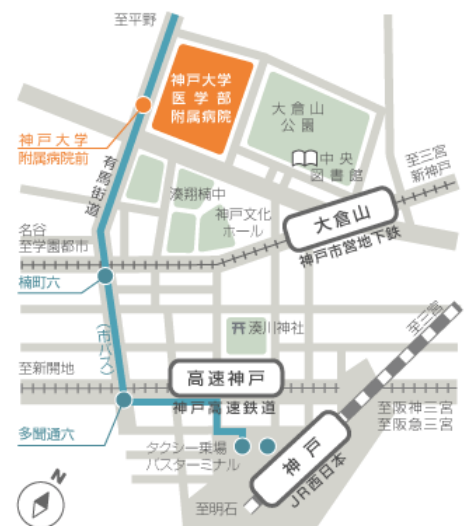 至平野
神戸大学
医学部
附属病院
大倉山
公園
神戸大学
附属病院前
有馬街道
中央
図書館
至三宮
新神戸
湊翔楠中
神戸文化
ホール
大倉山
神戸市営地下鉄
名谷
至学園都市
楠町六
(市バス)
至三宮
湊川神社
至新開地
高速神戸
神戸高速鉄道
至阪神三宮
至阪急三宮
多聞通六
タクシー乗場
バスターミナル
神戸
JR西日本
至明石
N